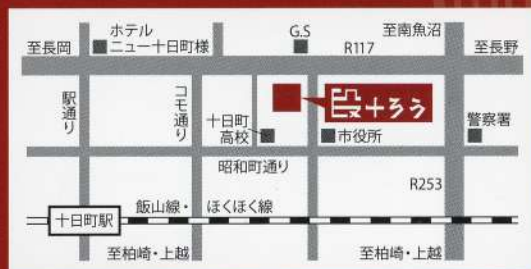 ホテル
ニュー十日町様
G.S
至南魚沼
至長岡
R117
至長野
駅通り
コモ通り
段十ろう
十日町
高校
市役所
警察署
昭和町通り
R253
飯山線・ほくほく線
十日町駅
至柏崎・上越
至柏崎・上越